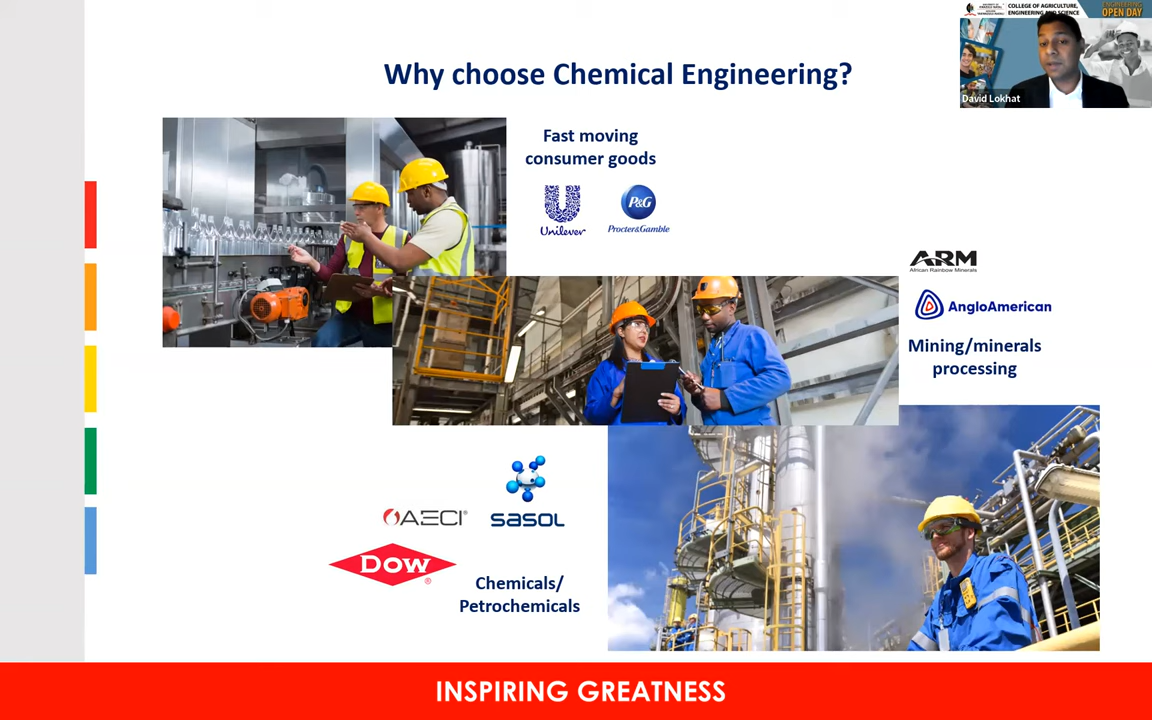 COLLEGE OF AGRICULTURE,
ENGINEERING AND SCIENCE
ENGINEERING
OPEN DAY
David Lokhat
Why choose Chemical Engineering?
Fast moving
consumer goods
Unilever
P&G
Procter&Gamble
ARM
African Rainbow Minerals
AngloAmerican
Mining/minerals
processing
AECI®
sasol
Dow
®
Chemicals/
Petrochemicals
INSPIRING GREATNESS